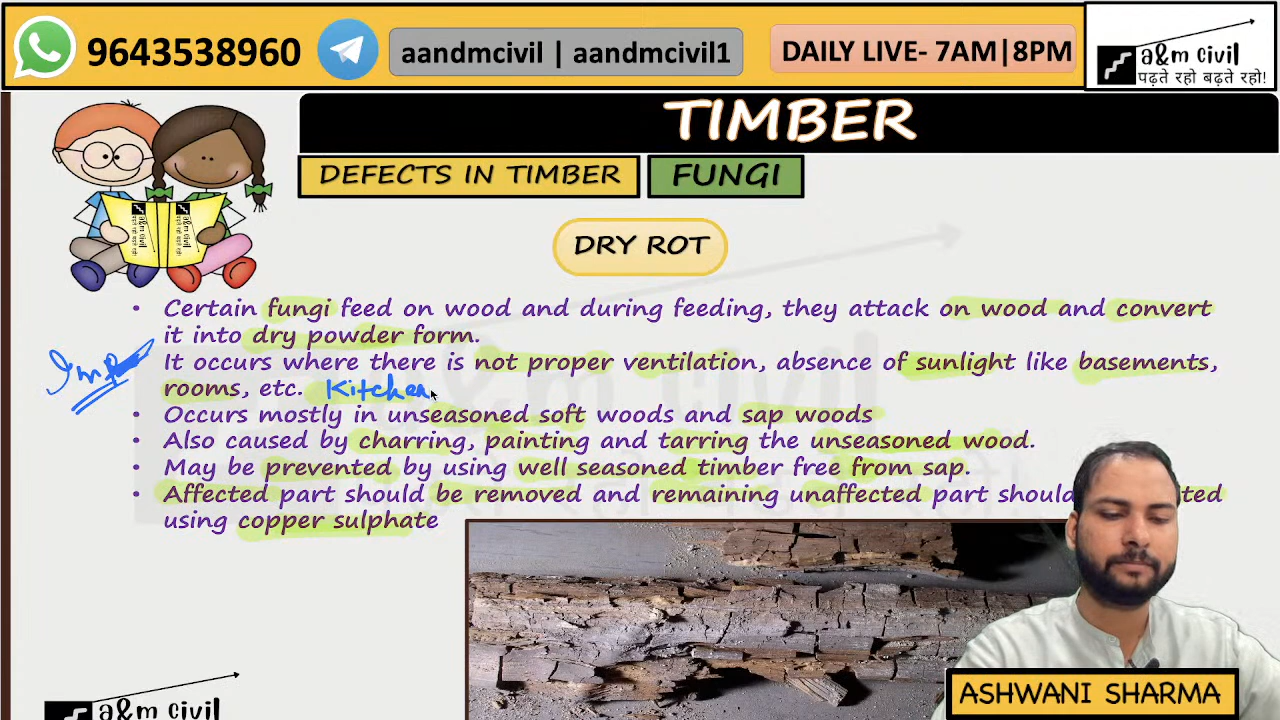 9643538960
aandmcivil | aandmcivil1
DAILY LIVE- 7AM|8PM
a&m civil
पढ़ते रहो बढ़ते रहो!
TIMBER
DEFECTS IN TIMBER
FUNGI
DRY ROT
• Certain fungi feed on wood and during feeding, they attack on wood and convert
it into dry powder form.
Imp
It occurs where there is not proper ventilation, absence of sunlight like basements,
rooms, etc. Kitchen
• Occurs mostly in unseasoned soft woods and sap woods
• Also caused by charring, painting and tarring the unseasoned wood.
• May be prevented by using well seasoned timber free from sap.
• Affected part should be removed and remaining unaffected part should
using copper sulphate
ASHWANI SHARMA
a&m civil